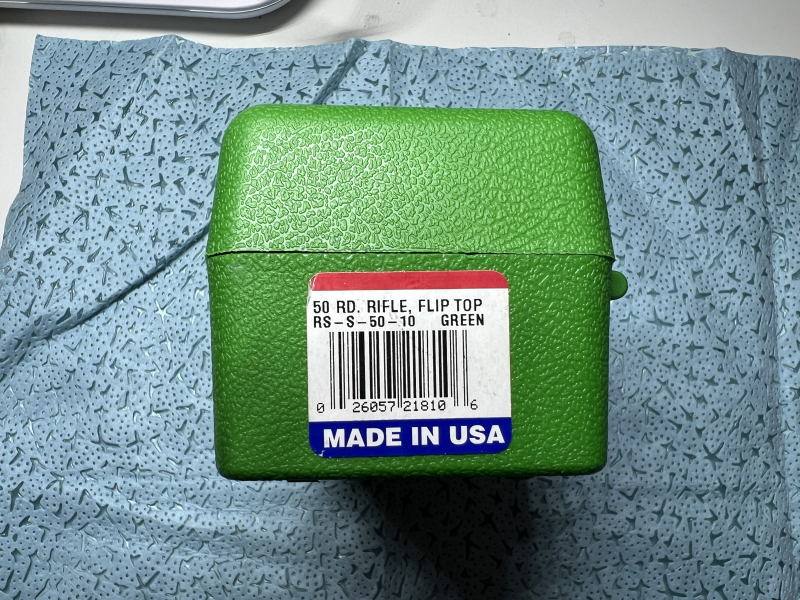 50 RD. RIFLE, FLIP TOP
RS-S-50-10 GREEN
0 26057 21810 6
MADE IN USA